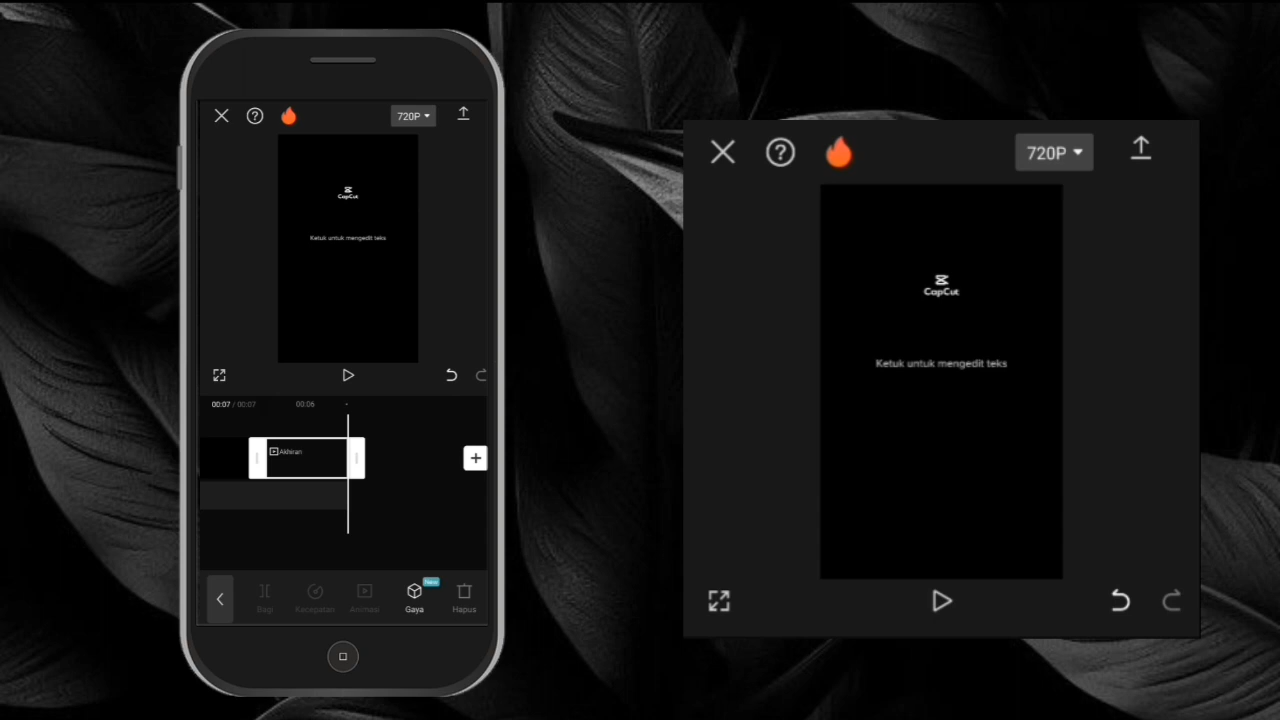 720P
CapCut
Ketuk untuk mengedit teks
00:07 / 00:07
00:06
Akhiran
New
Bagi
Kecepatan
Animasi
Gaya
Hapus
720P
CapCut
Ketuk untuk mengedit teks